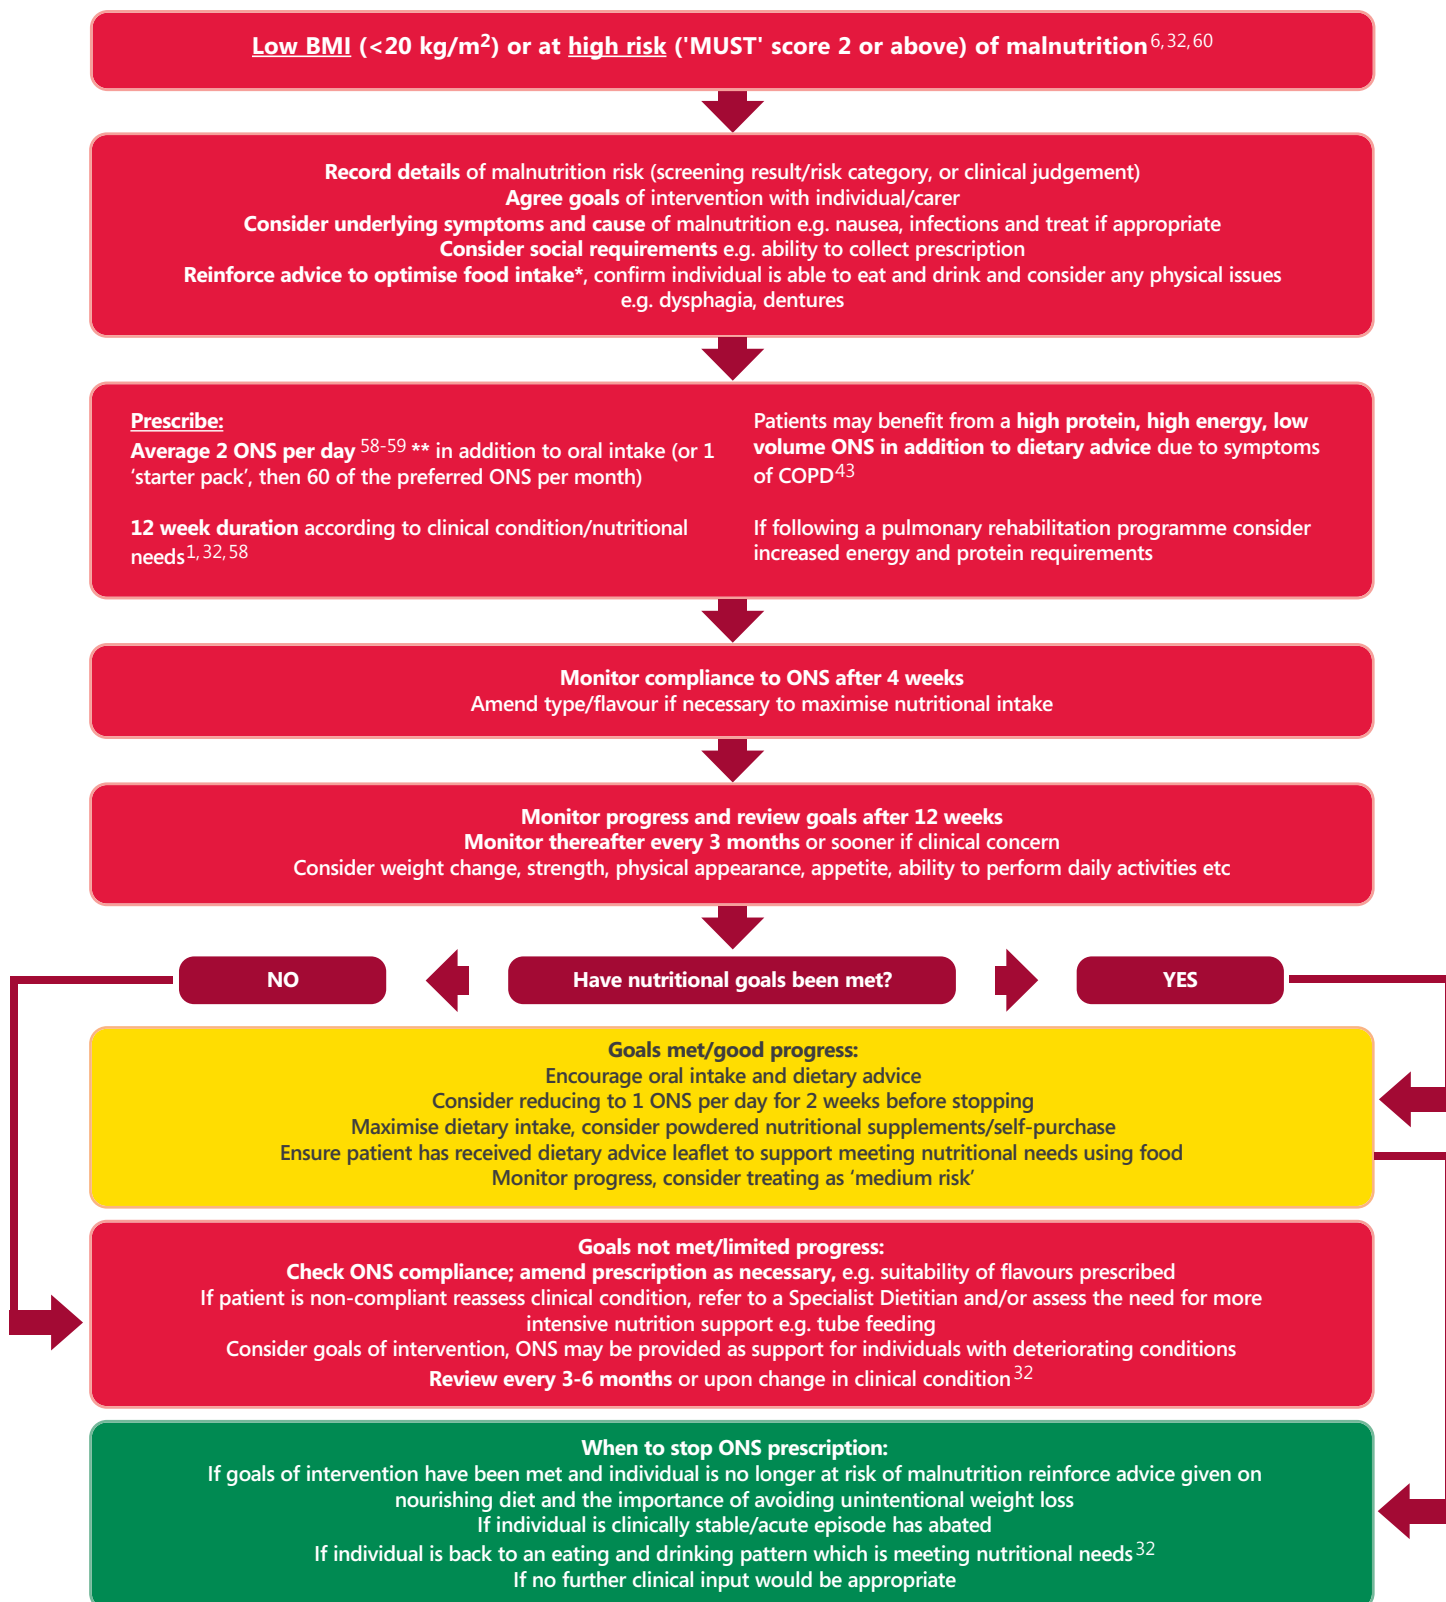 Low BMI (<20 kg/m2) or at high risk ('MUST' score 2 or above) of malnutrition6,32,60
Record details of malnutrition risk (screening result/risk category, or clinical judgement)
Agree goals of intervention with individual/carer
Consider underlying symptoms and cause of malnutrition e.g. nausea, infections and treat if appropriate
Consider social requirements e.g. ability to collect prescription
Reinforce advice to optimise food intake*, confirm individual is able to eat and drink and consider any physical issues
e.g. dysphagia, dentures
Prescribe:
Average 2 ONS per day 58-59 ** in addition to oral intake (or 1
‘starter pack’, then 60 of the preferred ONS per month)
12 week duration according to clinical condition/nutritional
needs1,32,58
Patients may benefit from a high protein, high energy, low
volume ONS in addition to dietary advice due to symptoms
of COPD43
If following a pulmonary rehabilitation programme consider
increased energy and protein requirements
Monitor compliance to ONS after 4 weeks
Amend type/flavour if necessary to maximise nutritional intake
Monitor progress and review goals after 12 weeks
Monitor thereafter every 3 months or sooner if clinical concern
Consider weight change, strength, physical appearance, appetite, ability to perform daily activities etc
NO
Have nutritional goals been met?
YES
Goals met/good progress:
Encourage oral intake and dietary advice
Consider reducing to 1 ONS per day for 2 weeks before stopping
Maximise dietary intake, consider powdered nutritional supplements/self-purchase
Ensure patient has received dietary advice leaflet to support meeting nutritional needs using food
Monitor progress, consider treating as ‘medium risk’
Goals not met/limited progress:
Check ONS compliance; amend prescription as necessary, e.g. suitability of flavours prescribed
If patient is non-compliant reassess clinical condition, refer to a Specialist Dietitian and/or assess the need for more
intensive nutrition support e.g. tube feeding
Consider goals of intervention, ONS may be provided as support for individuals with deteriorating conditions
Review every 3-6 months or upon change in clinical condition32
When to stop ONS prescription:
If goals of intervention have been met and individual is no longer at risk of malnutrition reinforce advice given on
nourishing diet and the importance of avoiding unintentional weight loss
If individual is clinically stable/acute episode has abated
If individual is back to an eating and drinking pattern which is meeting nutritional needs32
If no further clinical input would be appropriate